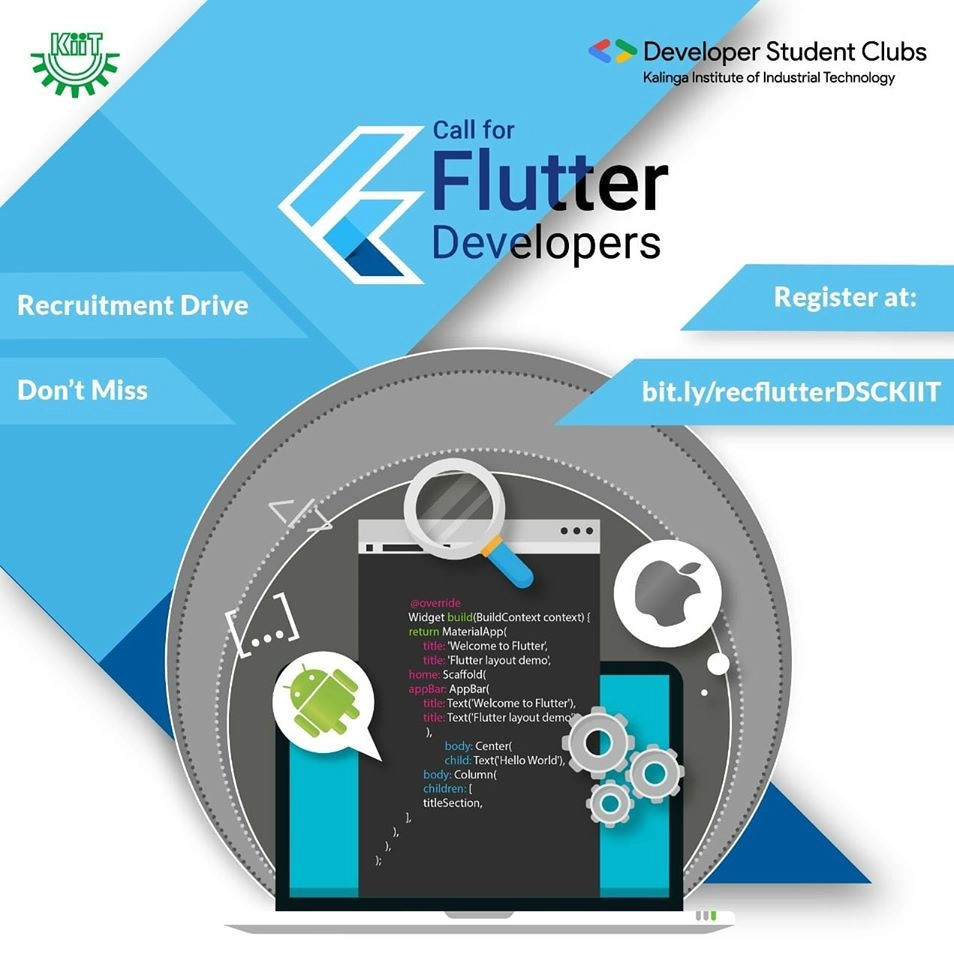 KiiT
Developer Student Clubs
Kalinga Institute of Industrial Technology
Call for
Flutter
Developers
Recruitment Drive
Register at:
Don't Miss
bit.ly/recflutterDSCKIIT
@override
Widget build(BuildContext context) {
return MaterialApp(
title: 'Welcome to Flutter',
title: 'Flutter layout demo',
home: Scaffold(
appBar: AppBar(
title: Text('Welcome to Flutter'),
title: Text('Flutter layout demo'
),
body: Center(
child: Text('Hello World'),
body: Column(
children: [
titleSection,
],
),
),
);